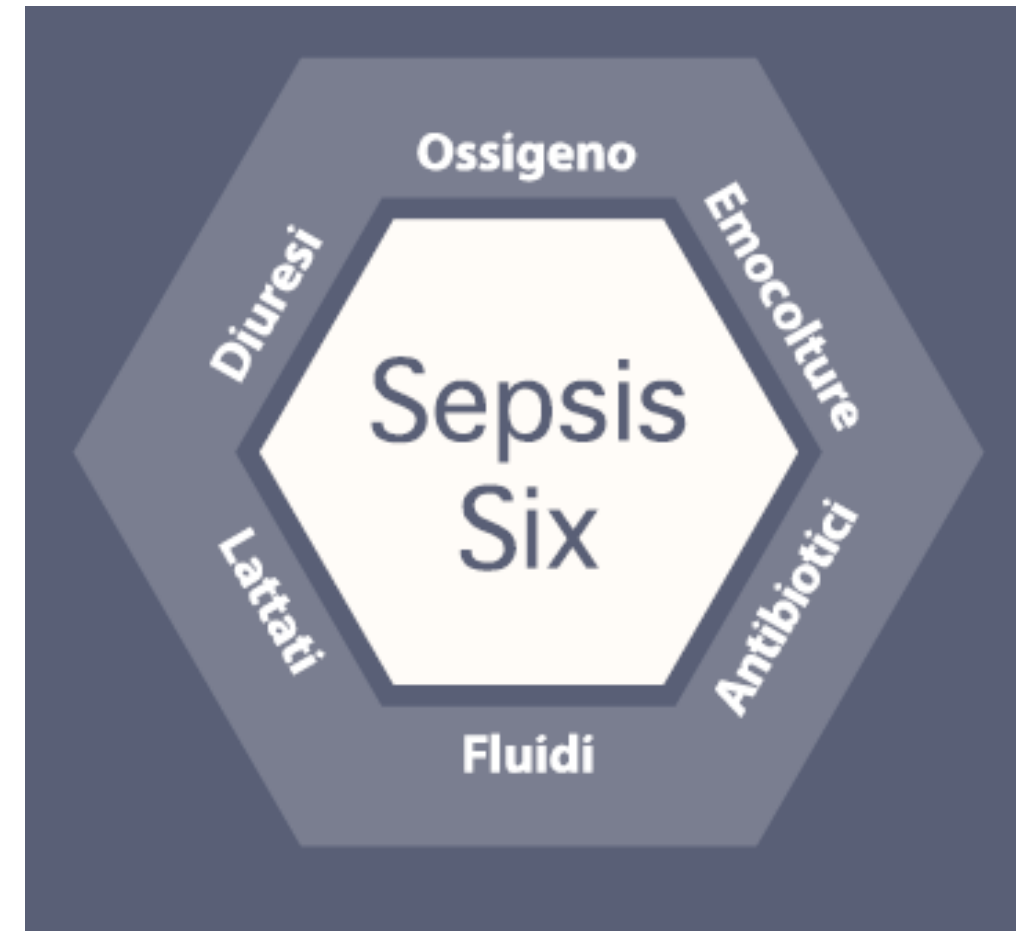 Ossigeno
Emocolture
Antibiotici
Fluidi
Lattati
Diuresi
Sepsis
Six